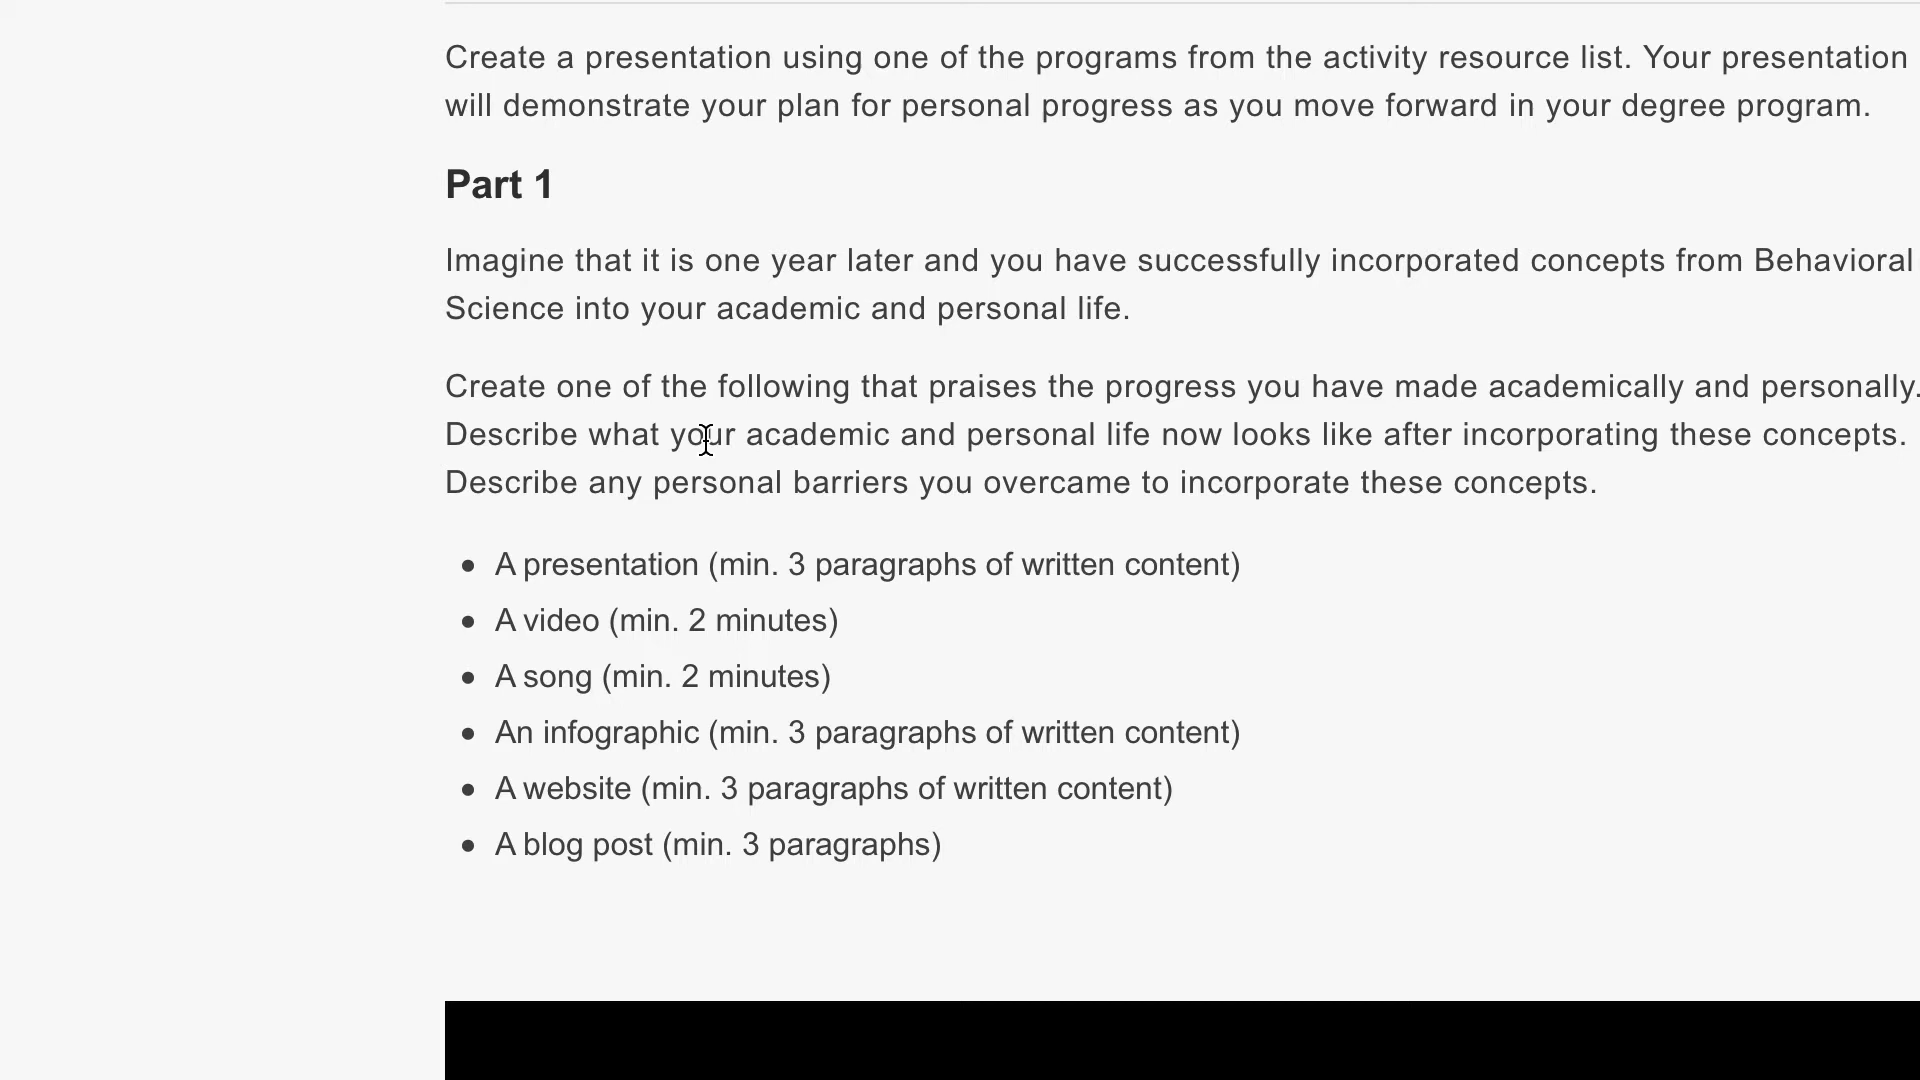 Create a presentation using one of the programs from the activity resource list. Your presentation
will demonstrate your plan for personal progress as you move forward in your degree program.
Part 1
Imagine that it is one year later and you have successfully incorporated concepts from Behavioral
Science into your academic and personal life.
Create one of the following that praises the progress you have made academically and personally.
Describe what your academic and personal life now looks like after incorporating these concepts.
Describe any personal barriers you overcame to incorporate these concepts.
• A presentation (min. 3 paragraphs of written content)
• A video (min. 2 minutes)
• A song (min. 2 minutes)
• An infographic (min. 3 paragraphs of written content)
• A website (min. 3 paragraphs of written content)
• A blog post (min. 3 paragraphs)